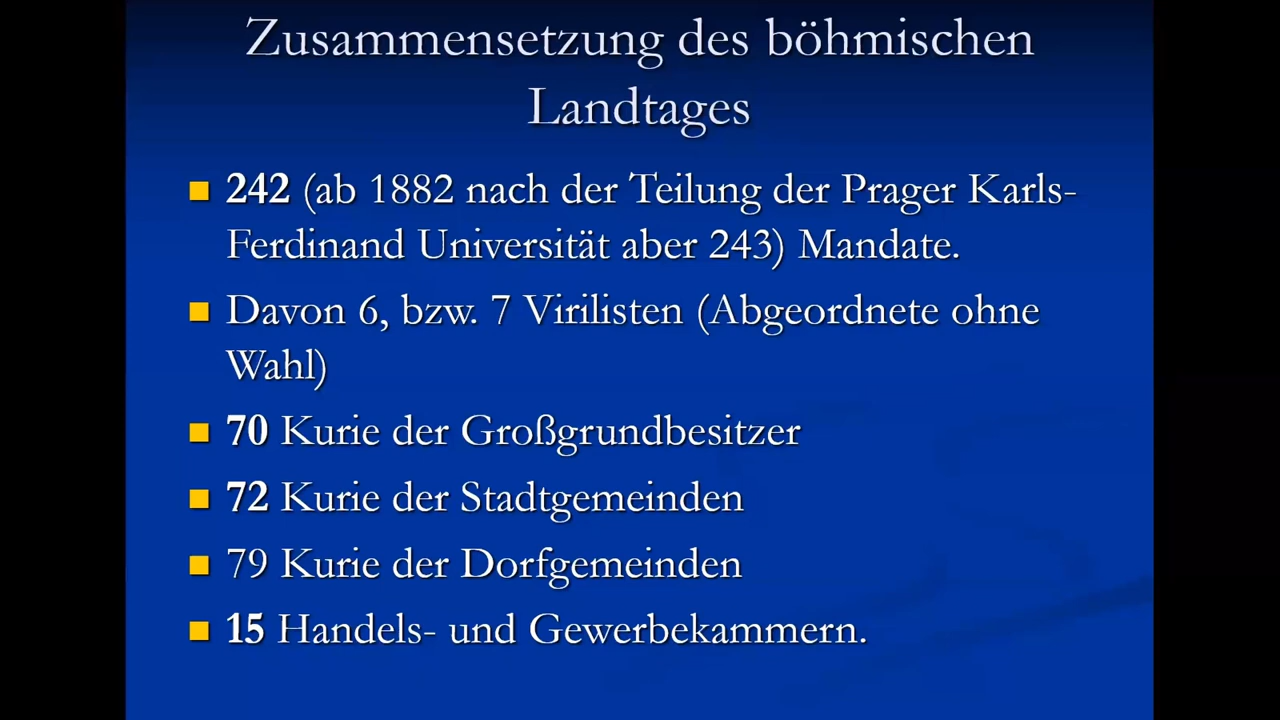 Zusammensetzung des böhmischen
Landtages
242 (ab 1882 nach der Teilung der Prager Karls-
Ferdinand Universität aber 243) Mandate.
Davon 6, bzw. 7 Virilisten (Abgeordnete ohne
Wahl)
70 Kurie der Großgrundbesitzer
72 Kurie der Stadtgemeinden
79 Kurie der Dorfgemeinden
15 Handels- und Gewerbekammern.